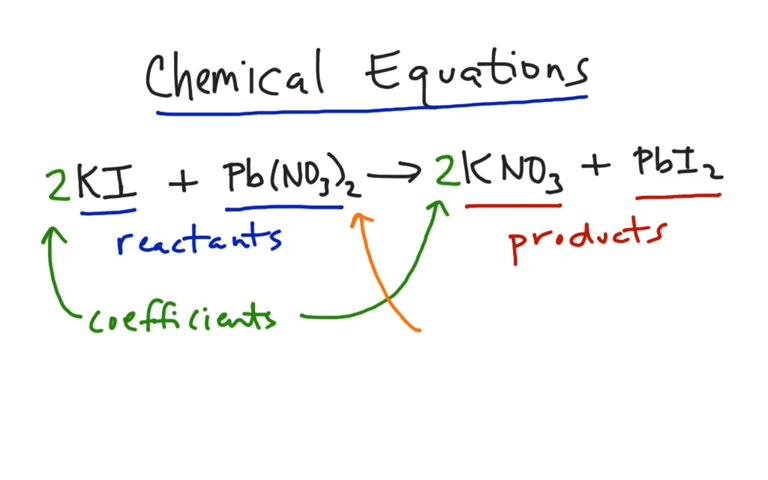 Chemical Equations
2KI + Pb(NO₃)₂ → 2KNO₃ + PbI₂
reactants products
coefficients